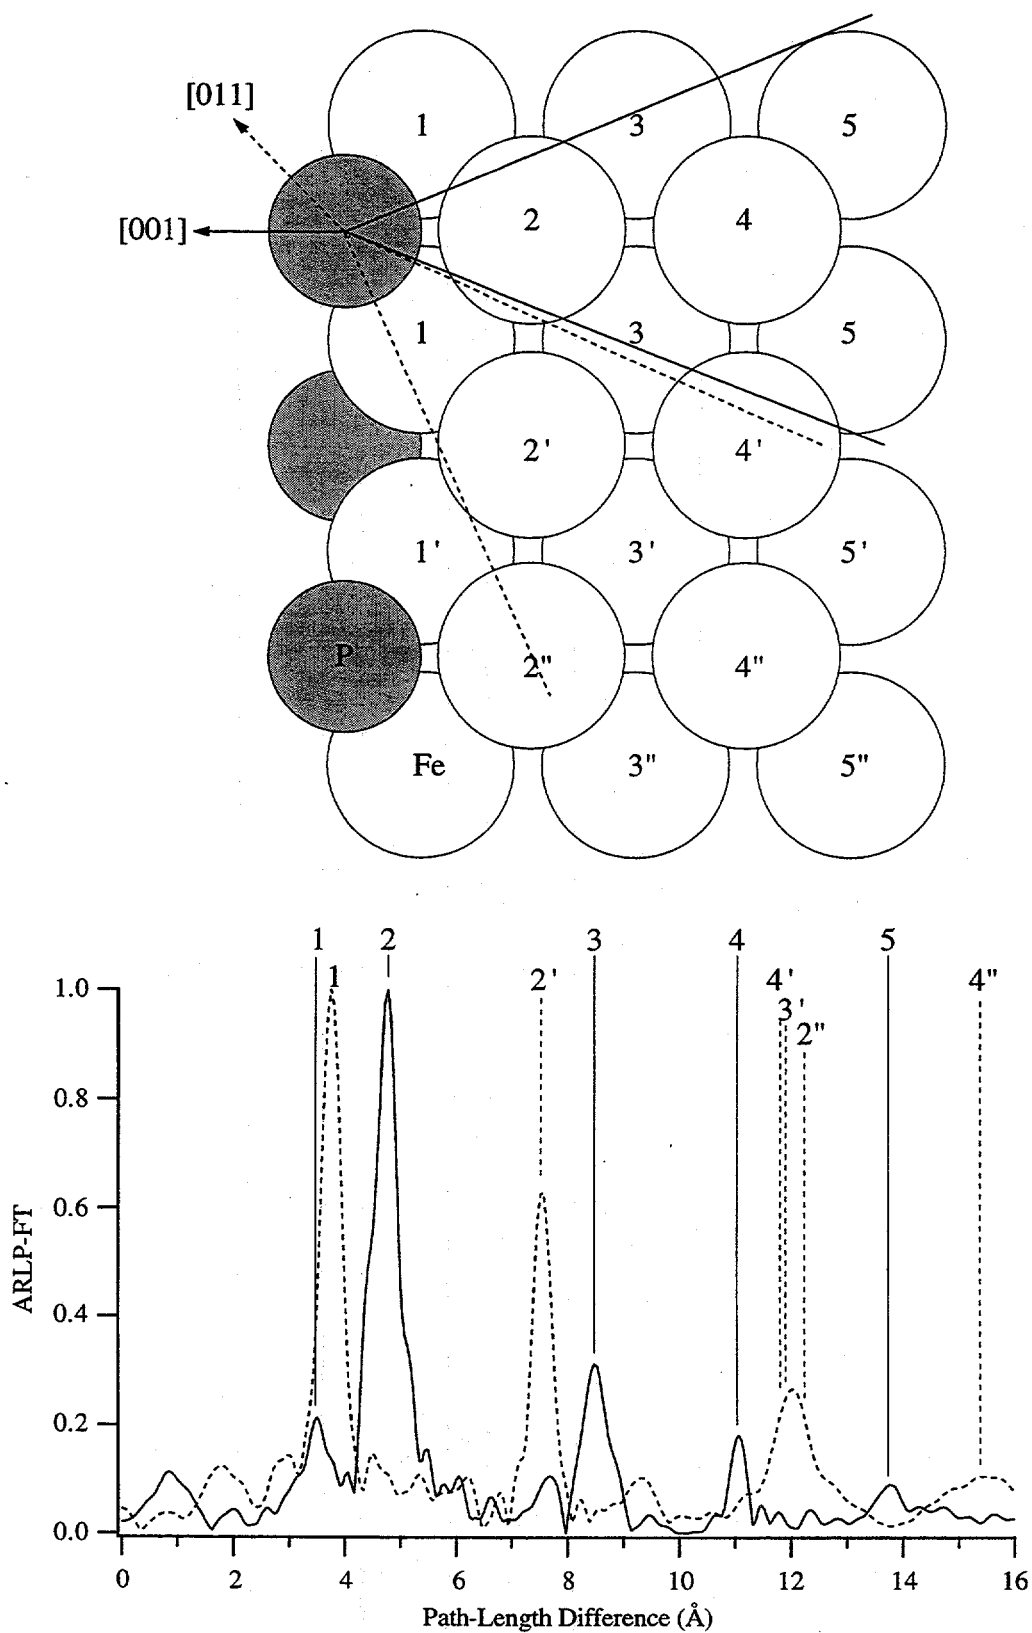 [011]
1 3 5
2 4
[001]
1 3 5
2' 4'
1' 3' 5'
P 2" 4"
Fe 3" 5"
1 2 3 4 5
1 2' 4' 4"
3'
2"
1.0
0.8
0.6
0.4
0.2
0.0
ARLP-FT
0 2 4 6 8 10 12 14 16
Path-Length Difference (Å)